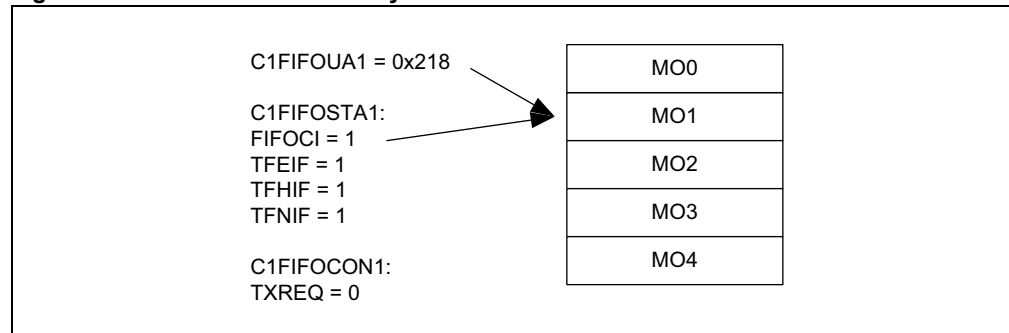 C1FIFOUA1 = 0x218
C1FIFOSTA1:
FIFOCI = 1
TFEIF = 1
TFHIF = 1
TFNIF = 1
C1FIFOCON1:
TXREQ = 0
MO0
MO1
MO2
MO3
MO4